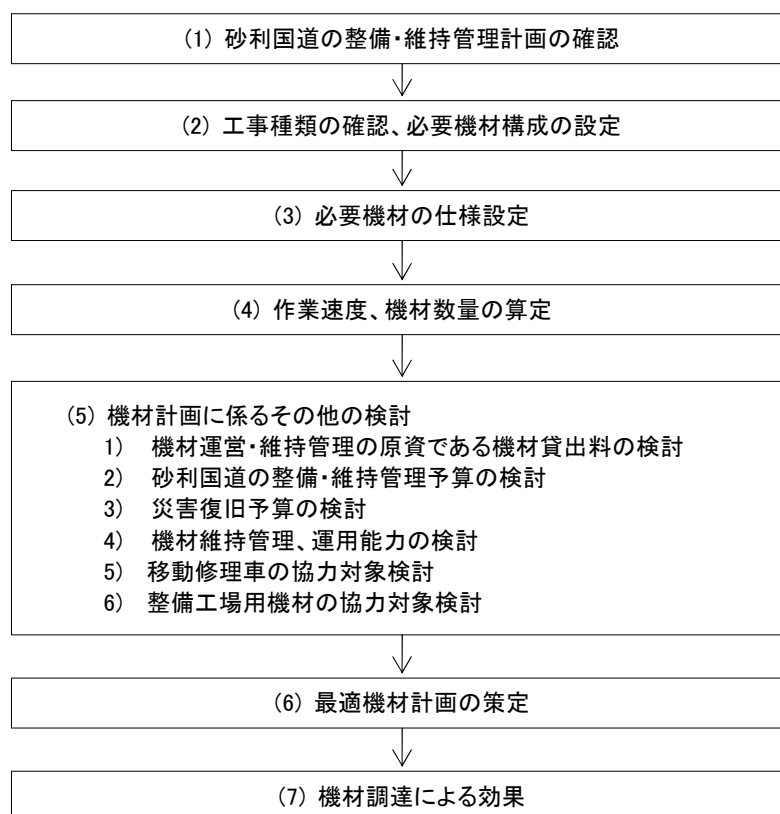 (1) 砂利国道の整備・維持管理計画の確認
(2) 工事種類の確認、必要機材構成の設定
(3) 必要機材の仕様設定
(4) 作業速度、機材数量の算定
(5) 機材計画に係るその他の検討
1) 機材運営・維持管理の原資である機材貸出料の検討
2) 砂利国道の整備・維持管理予算の検討
3) 災害復旧予算の検討
4) 機材維持管理、運用能力の検討
5) 移動修理車の協力対象検討
6) 整備工場用機材の協力対象検討
(6) 最適機材計画の策定
(7) 機材調達による効果